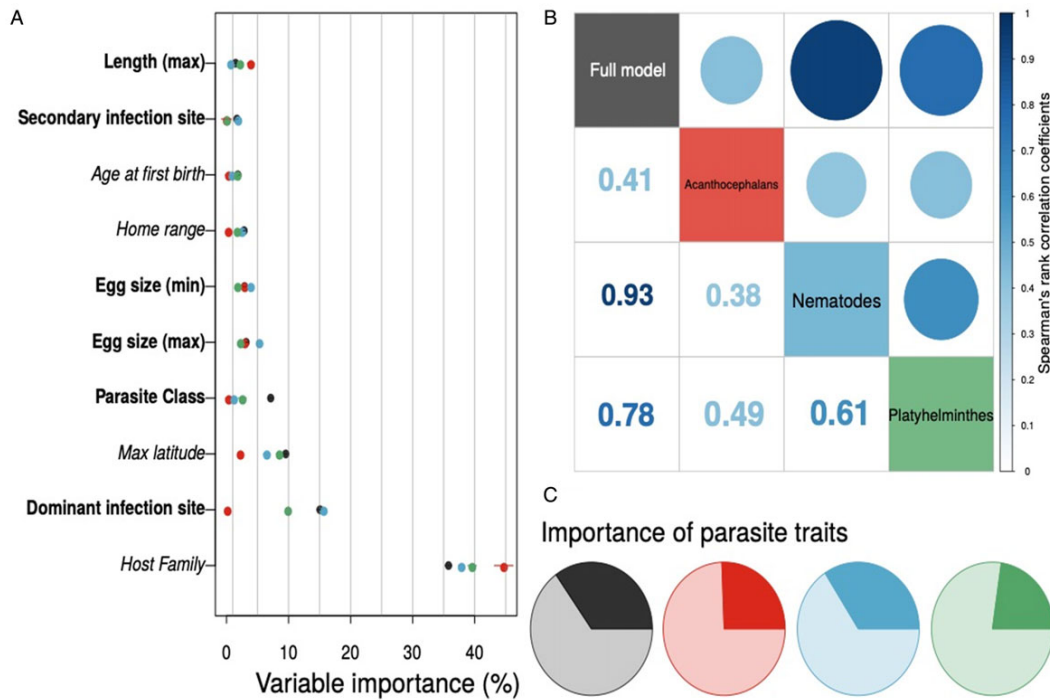 A
Length (max)
Secondary infection site
Age at first birth
Home range
Egg size (min)
Egg size (max)
Parasite Class
Max latitude
Dominant infection site
Host Family
0 10 20 30 40
Variable importance (%)
B
Full model
Acanthocephalans
0.41
Nematodes
0.93 0.38
Platyhelminthes
0.78 0.49 0.61
1
0.9
0.8
0.7
0.6
0.5
0.4
0.3
0.2
0.1
0
Spearman's rank correlation coefficients
C
Importance of parasite traits